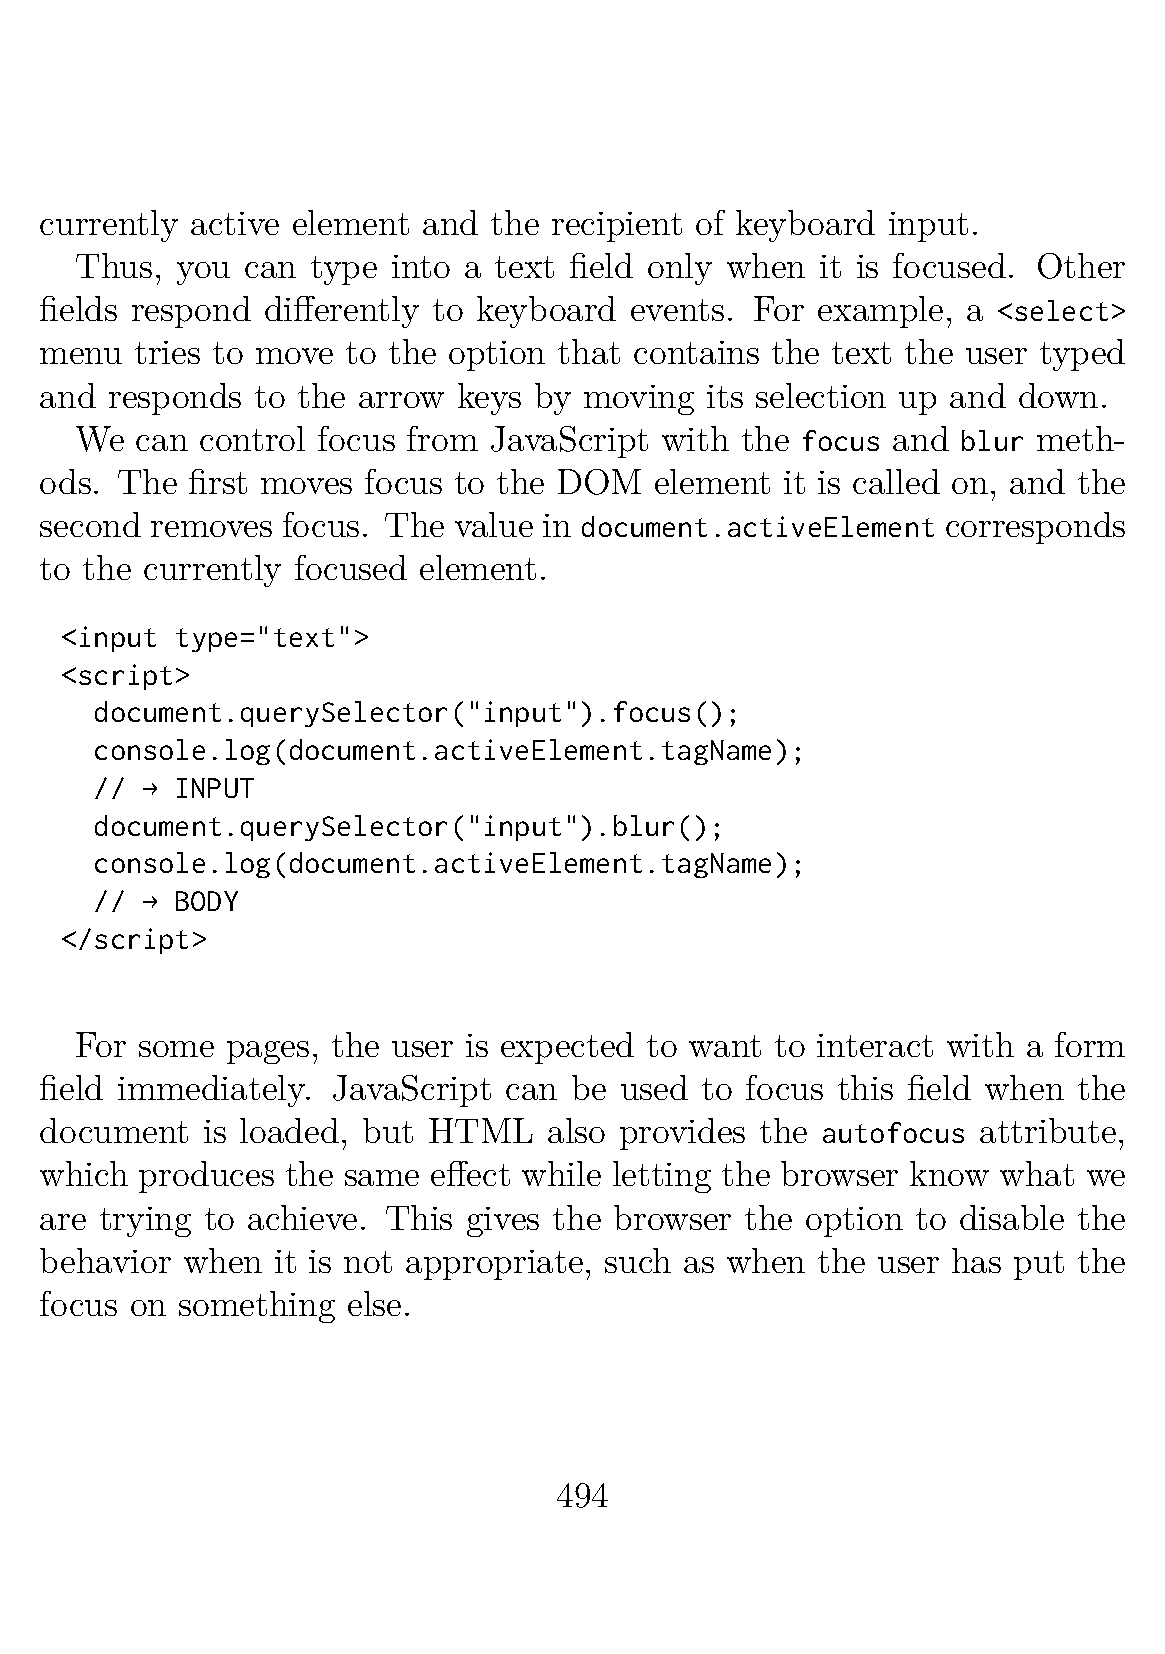 currently active element and the recipient of keyboard input.
Thus, you can type into a text field only when it is focused. Other
fields respond differently to keyboard events. For example, a <select>
menu tries to move to the option that contains the text the user typed
and responds to the arrow keys by moving its selection up and down.
We can control focus from JavaScript with the focus and blur meth-
ods. The first moves focus to the DOM element it is called on, and the
second removes focus. The value in document.activeElement corresponds
to the currently focused element.
<input type="text">
<script>
  document.querySelector("input").focus();
  console.log(document.activeElement.tagName);
  // → INPUT
  document.querySelector("input").blur();
  console.log(document.activeElement.tagName);
  // → BODY
</script>
For some pages, the user is expected to want to interact with a form
field immediately. JavaScript can be used to focus this field when the
document is loaded, but HTML also provides the autofocus attribute,
which produces the same effect while letting the browser know what we
are trying to achieve. This gives the browser the option to disable the
behavior when it is not appropriate, such as when the user has put the
focus on something else.
494